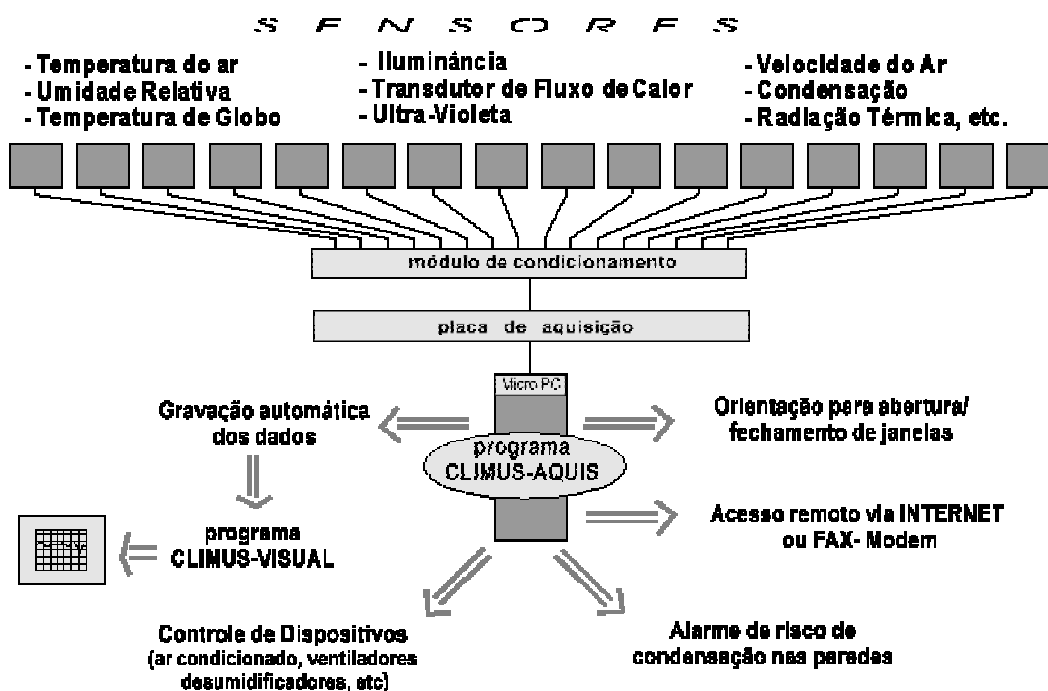 SENSORES
- Temperatura do ar
- Umidade Relativa
- Temperatura de Globo
- Iluminância
- Transdutor de Fluxo de Calor
- Ultra-Violeta
- Velocidade do Ar
- Condensação
- Radiação Térmica, etc.
módulo de condicionamento
placa de aquisição
Micro PC
programa
CLIMUS-AQUIS
Gravação automática
dos dados
programa
CLIMUS-VISUAL
Orientação para abertura/
fechamento de janelas
Acesso remoto via INTERNET
ou FAX- Modem
Controle de Dispositivos
(ar condicionado, ventiladores
desumidificadores, etc)
Alarme de risco de
condensação nas paredes